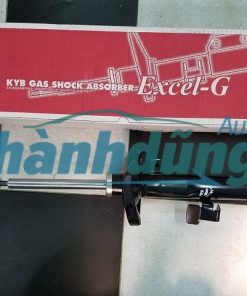 KYB GAS SHOCK ABSORBER Excel-G
Au
hành dũng